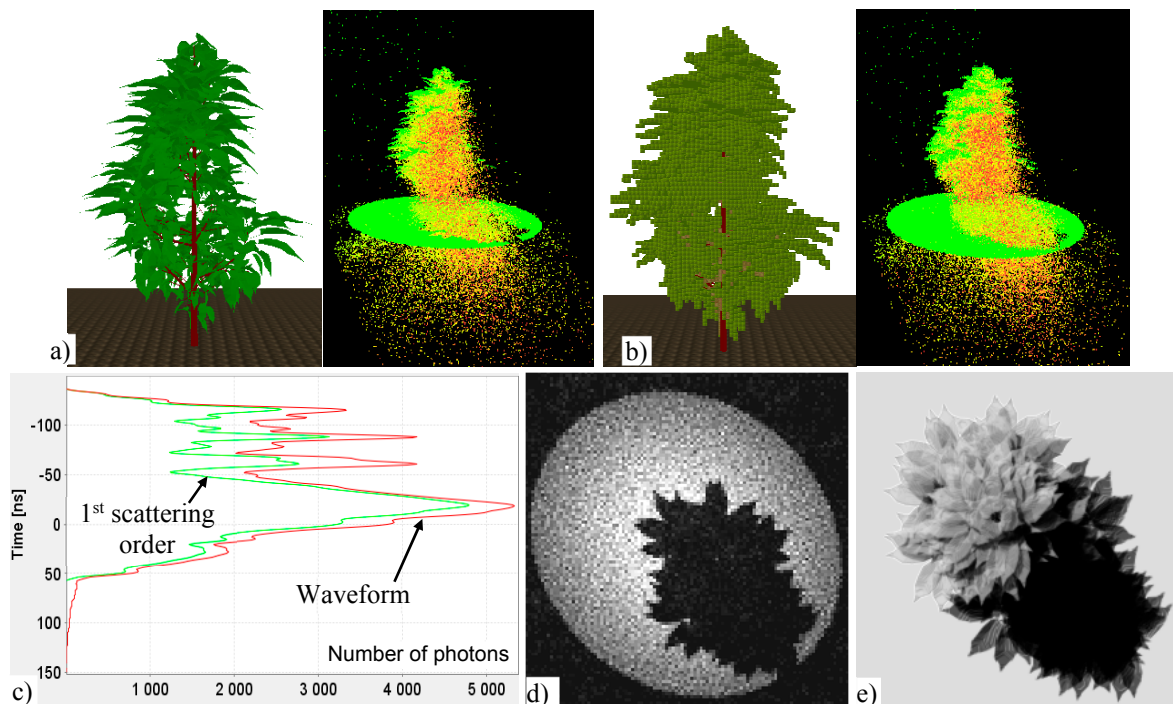 a)
b)
-100
-50
0
50
100
150
Time [ns]
1st scattering
order
Waveform
Number of photons
1 000
2 000
3 000
4 000
5 000
c)
d)
e)